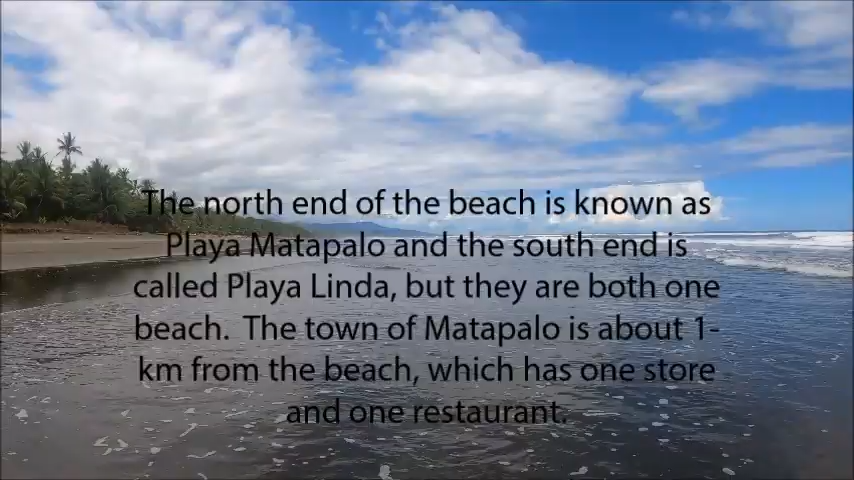 The north end of the beach is known as
Playa Matapalo and the south end is
called Playa Linda, but they are both one
beach.  The town of Matapalo is about 1-
km from the beach, which has one store
and one restaurant.